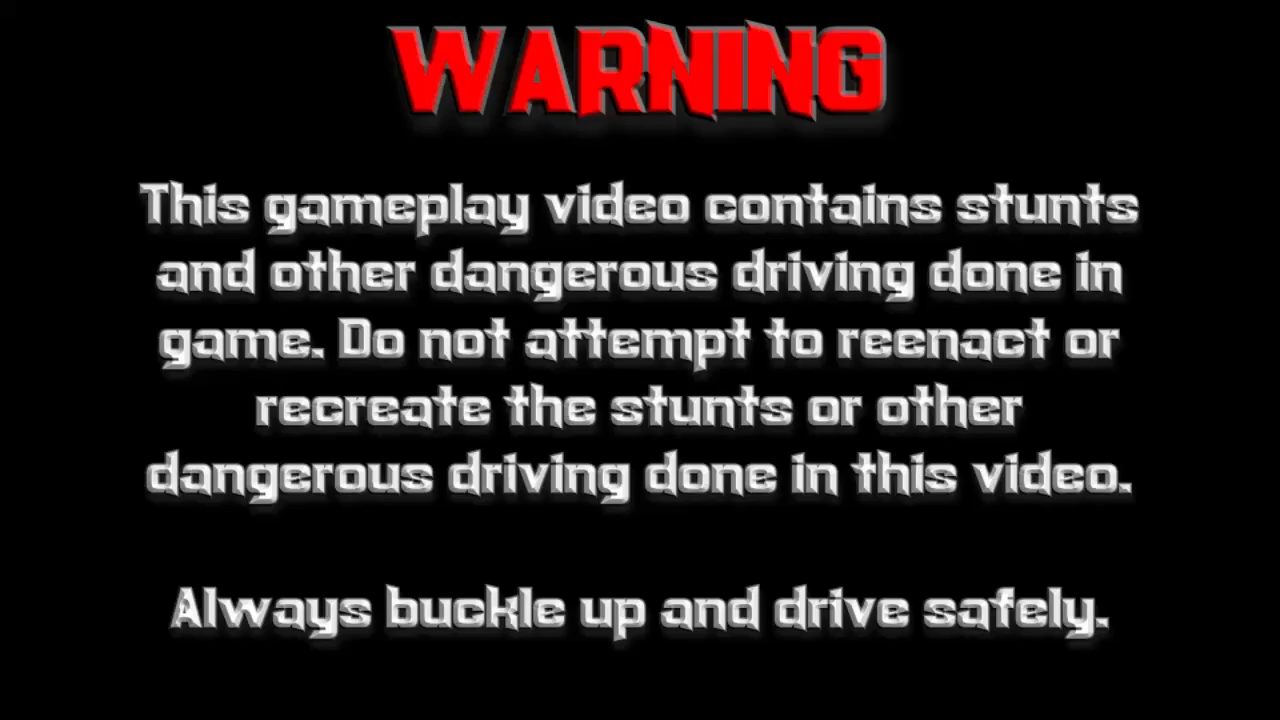 WARNING
This gameplay video contains stunts
and other dangerous driving done in
game. Do not attempt to reenact or
recreate the stunts or other
dangerous driving done in this video.
Always buckle up and drive safely.